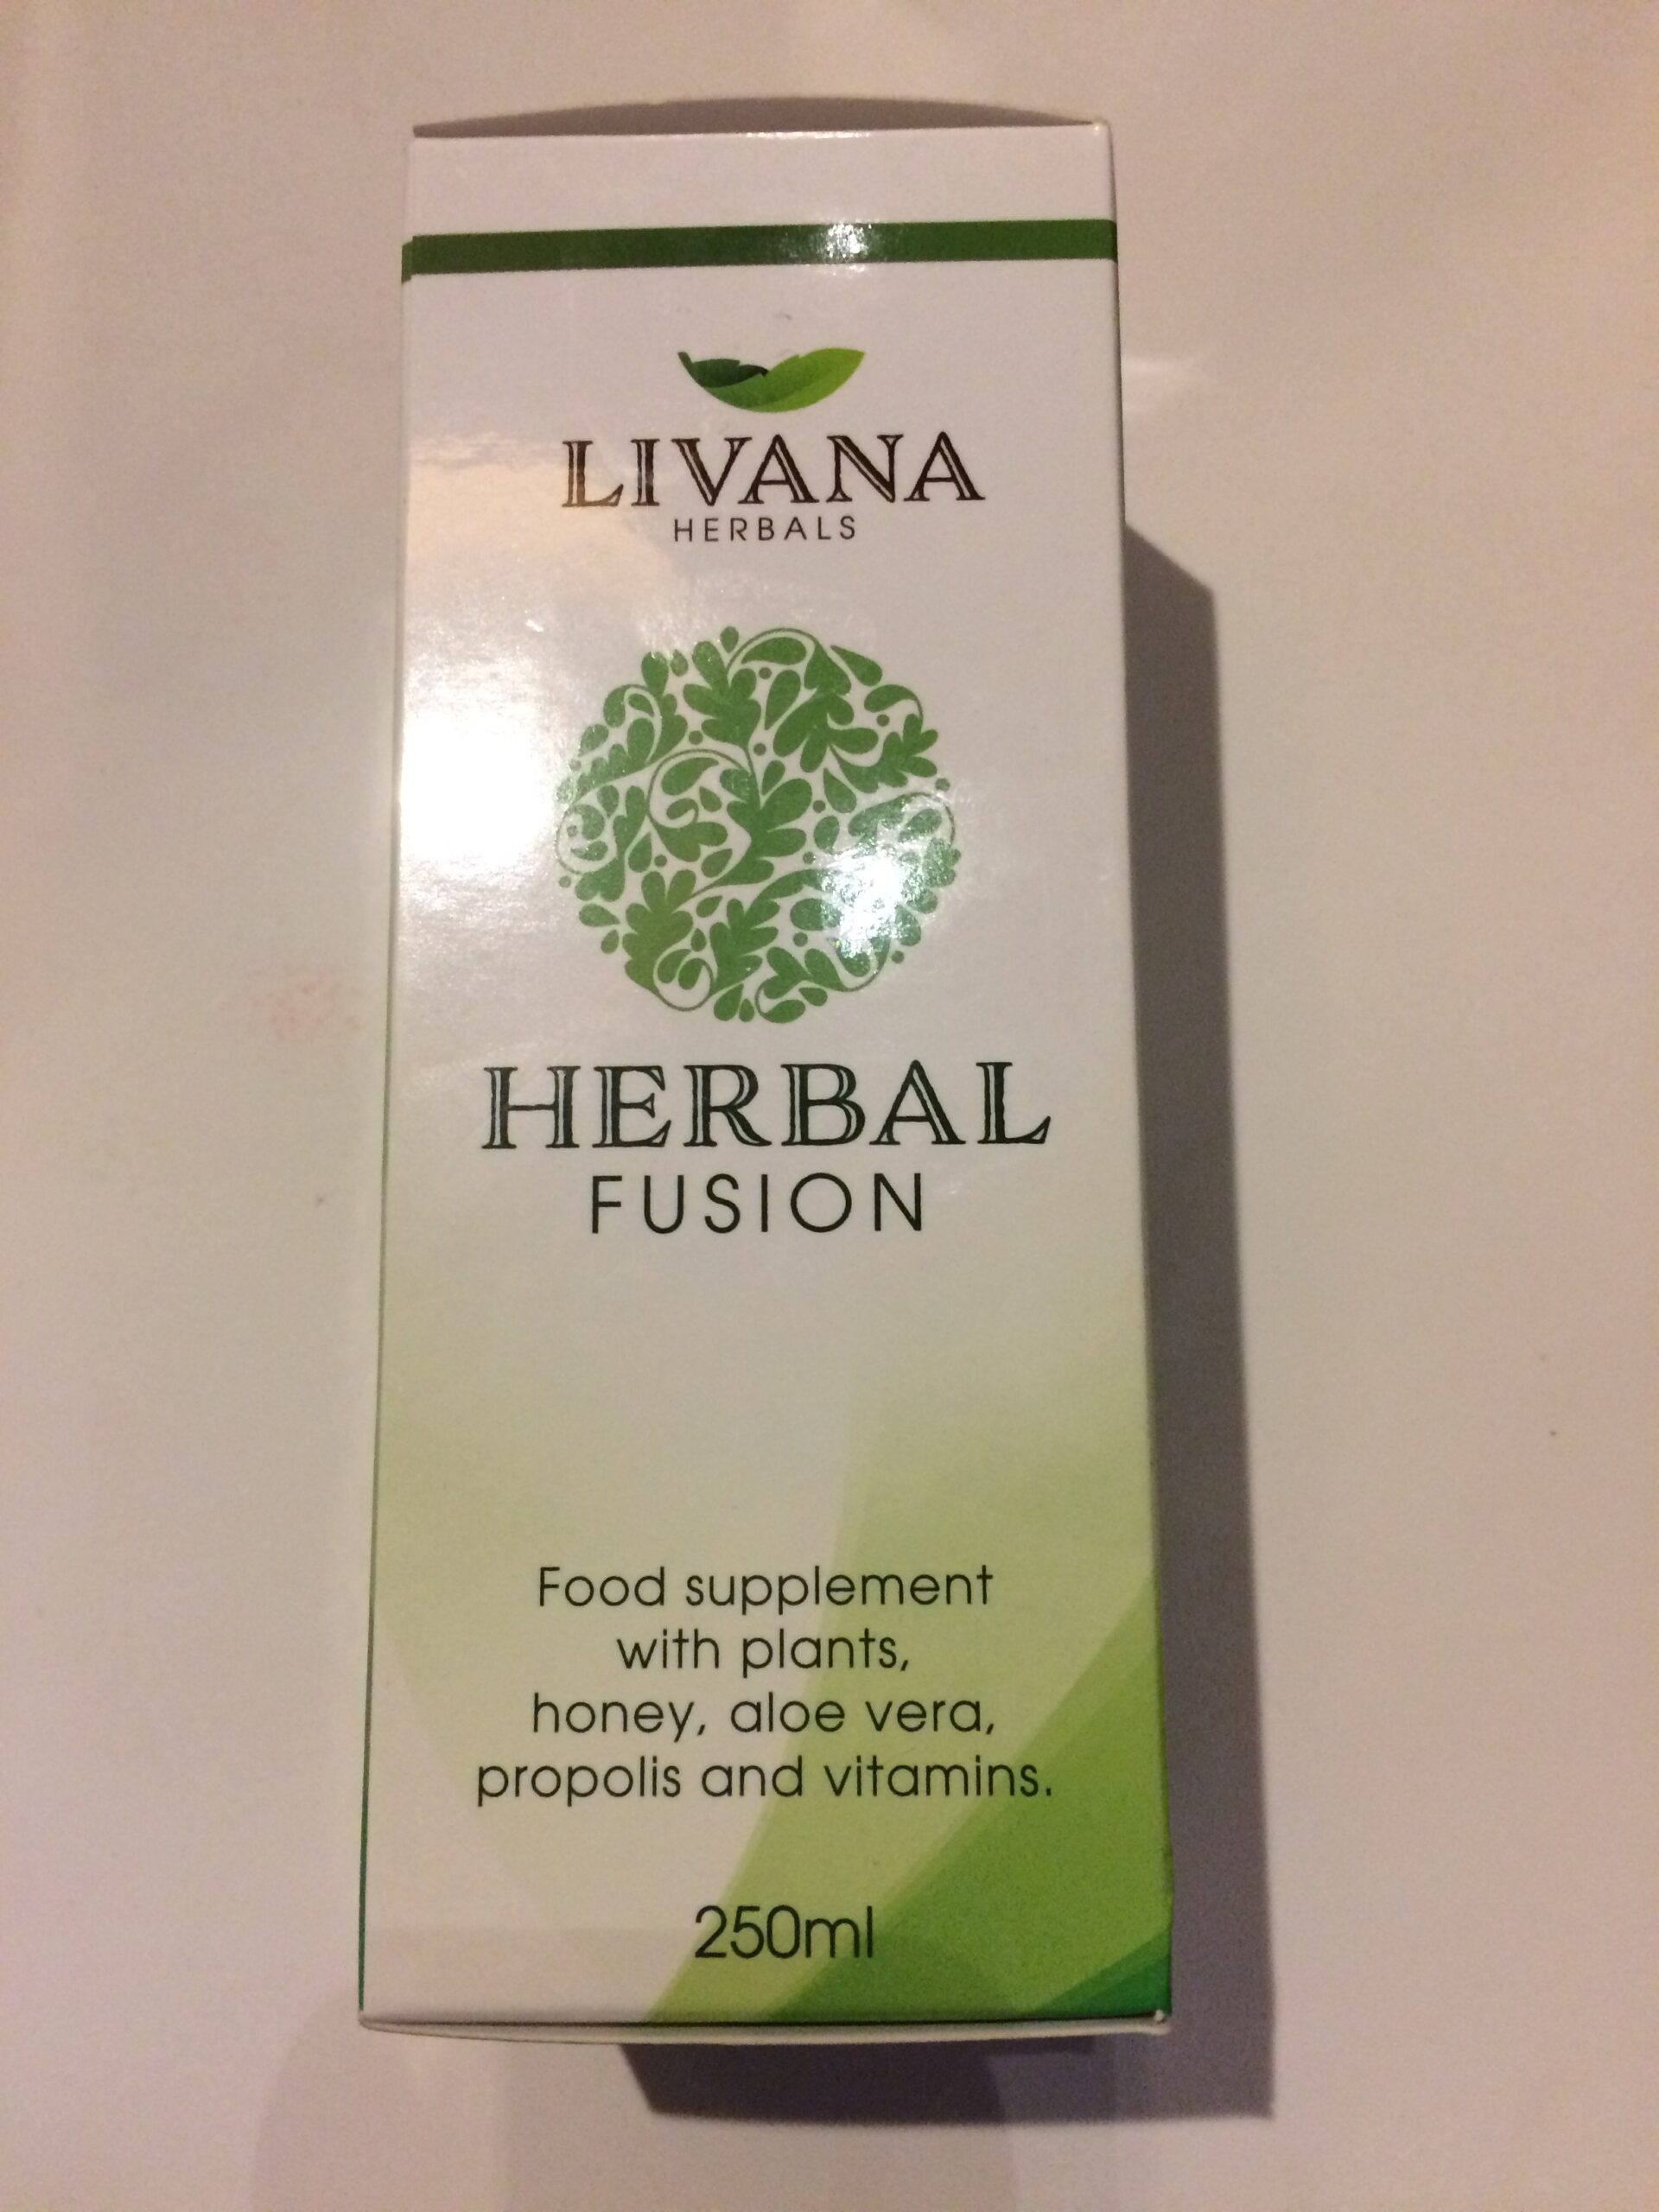 LIVANA
HERBALS
HERBAL
FUSION
Food supplement
with plants,
honey, aloe vera,
propolis and vitamins.
250ml